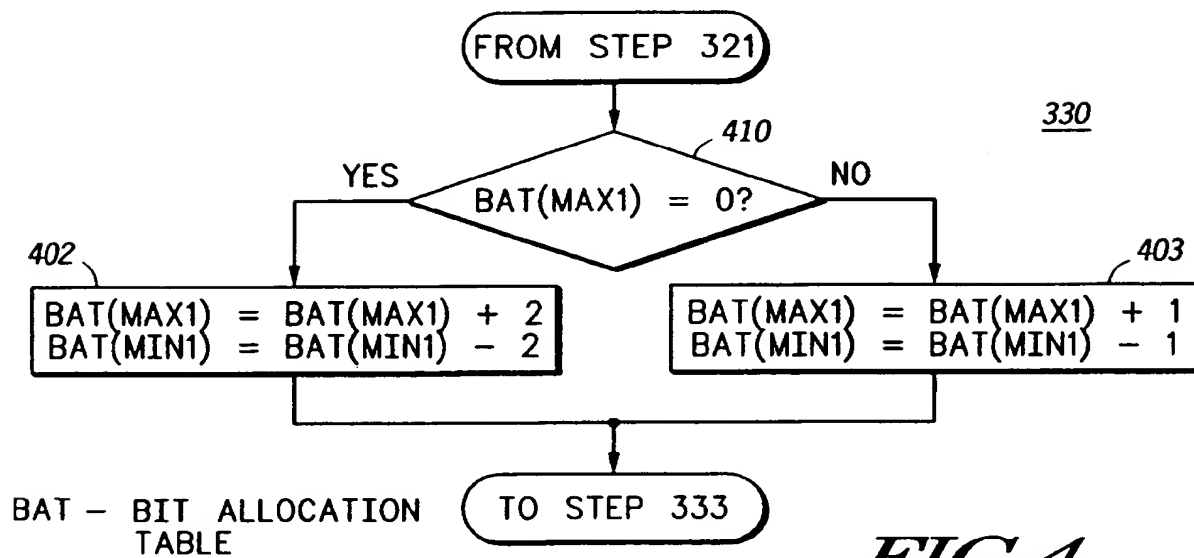 FROM STEP 321
330
410
YES
NO
BAT(MAX1) = 0?
402
BAT(MAX1) = BAT(MAX1) + 2
BAT(MIN1) = BAT(MIN1) - 2
403
BAT(MAX1) = BAT(MAX1) + 1
BAT(MIN1) = BAT(MIN1) - 1
TO STEP 333
BAT – BIT ALLOCATION
TABLE
FIG.4